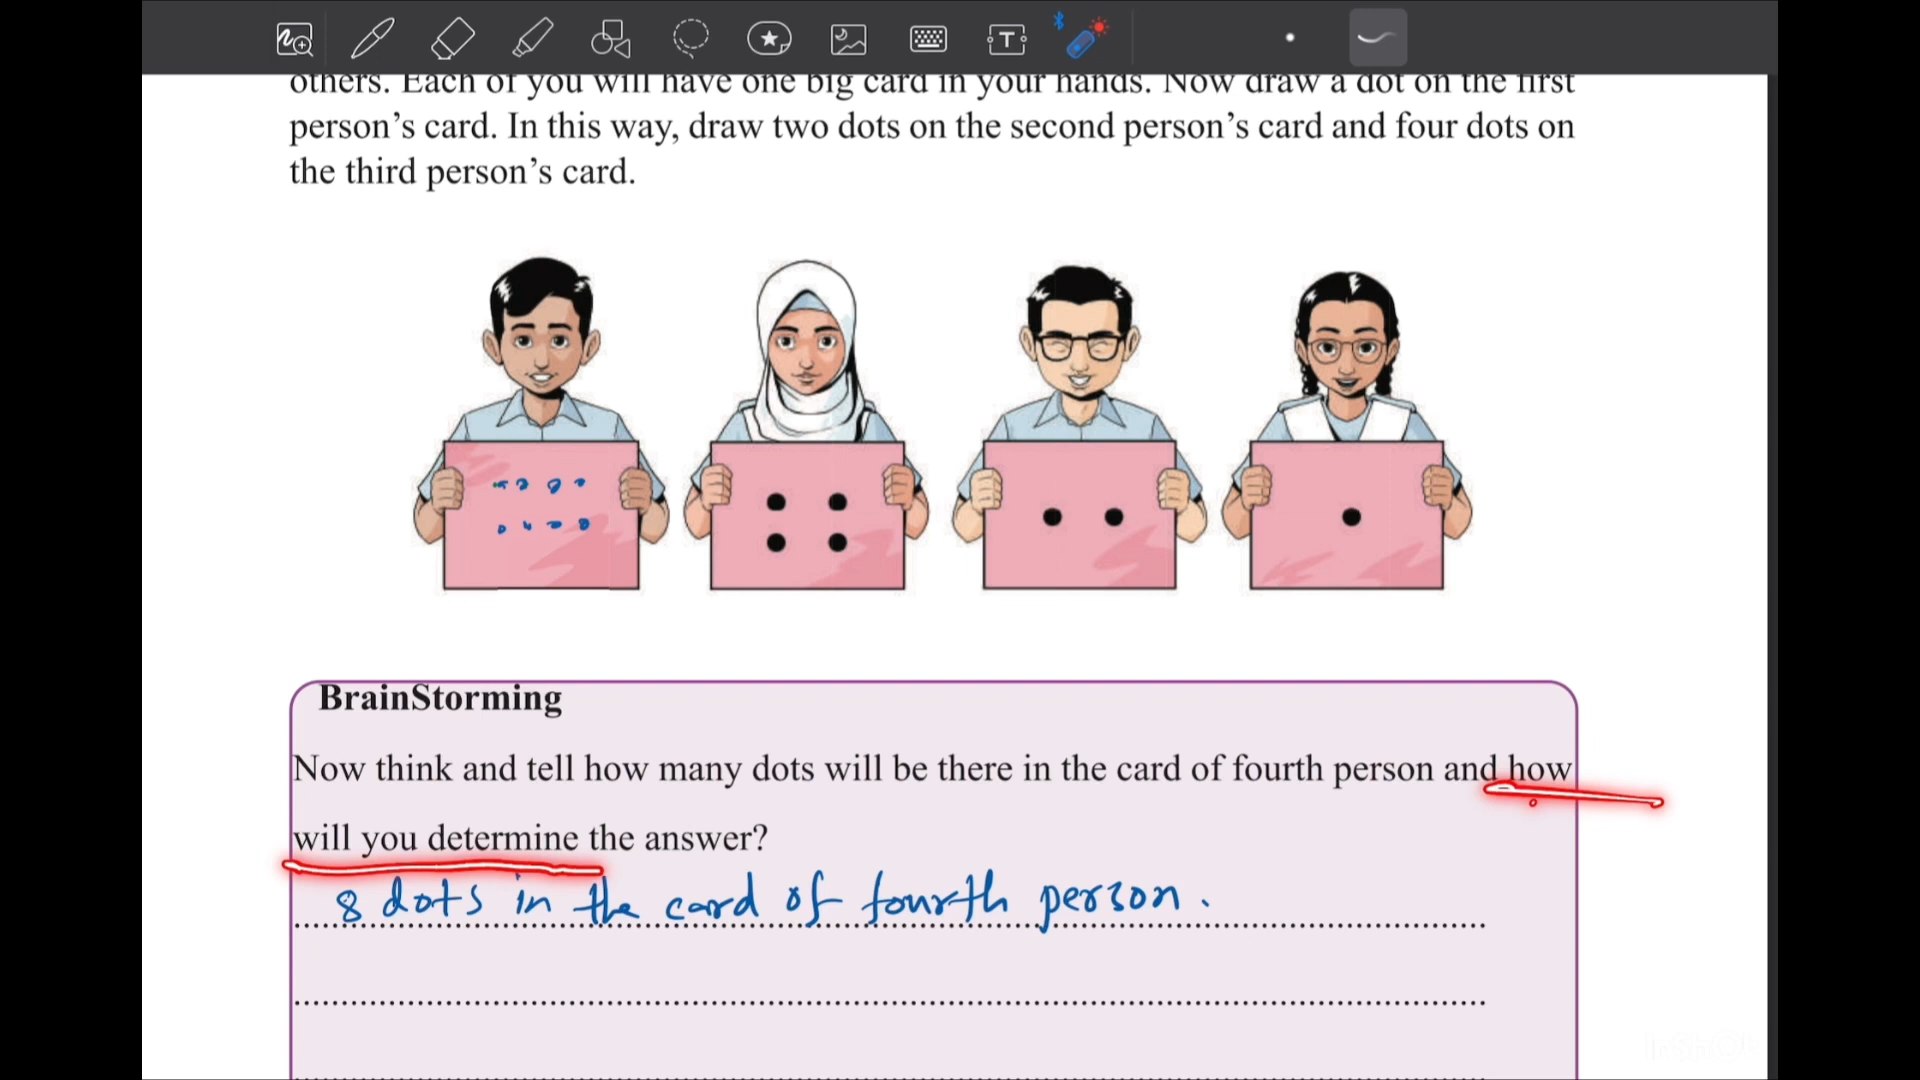 others. Each of you will have one big card in your hands. Now draw a dot on the first
person's card. In this way, draw two dots on the second person's card and four dots on
the third person's card.
BrainStorming
Now think and tell how many dots will be there in the card of fourth person and how
will you determine the answer?
8 dots in the card of fourth person.